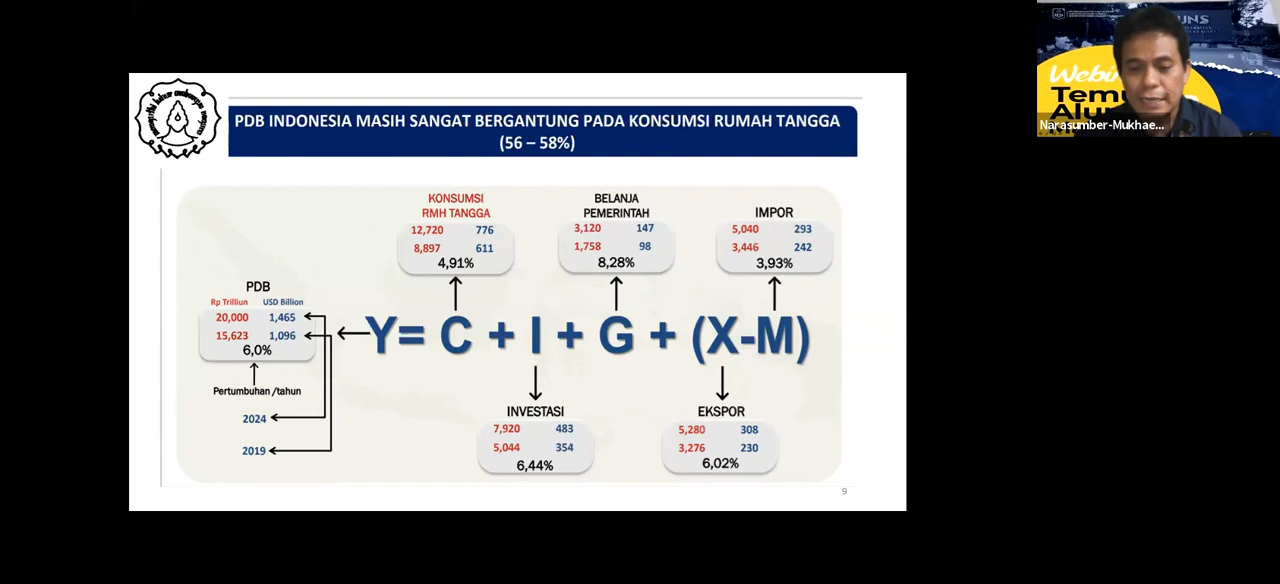 PDB INDONESIA MASIH SANGAT BERGANTUNG PADA KONSUMSI RUMAH TANGGA
(56 – 58%)
KONSUMSI
RMH TANGGA
12,720 776
8,897 611
4,91%
BELANJA
PEMERINTAH
3,120 147
1,758 98
8,28%
IMPOR
5,040 293
3,446 242
3,93%
PDB
Rp Trilliun USD Billion
20,000 1,465
15,623 1,096
6,0%
Pertumbuhan /tahun
2024
2019
Y= C + I + G + (X-M)
INVESTASI
7,920 483
5,044 354
6,44%
EKSPOR
5,280 308
3,276 230
6,02%
9
UNS
Narasumber-Mukhae...